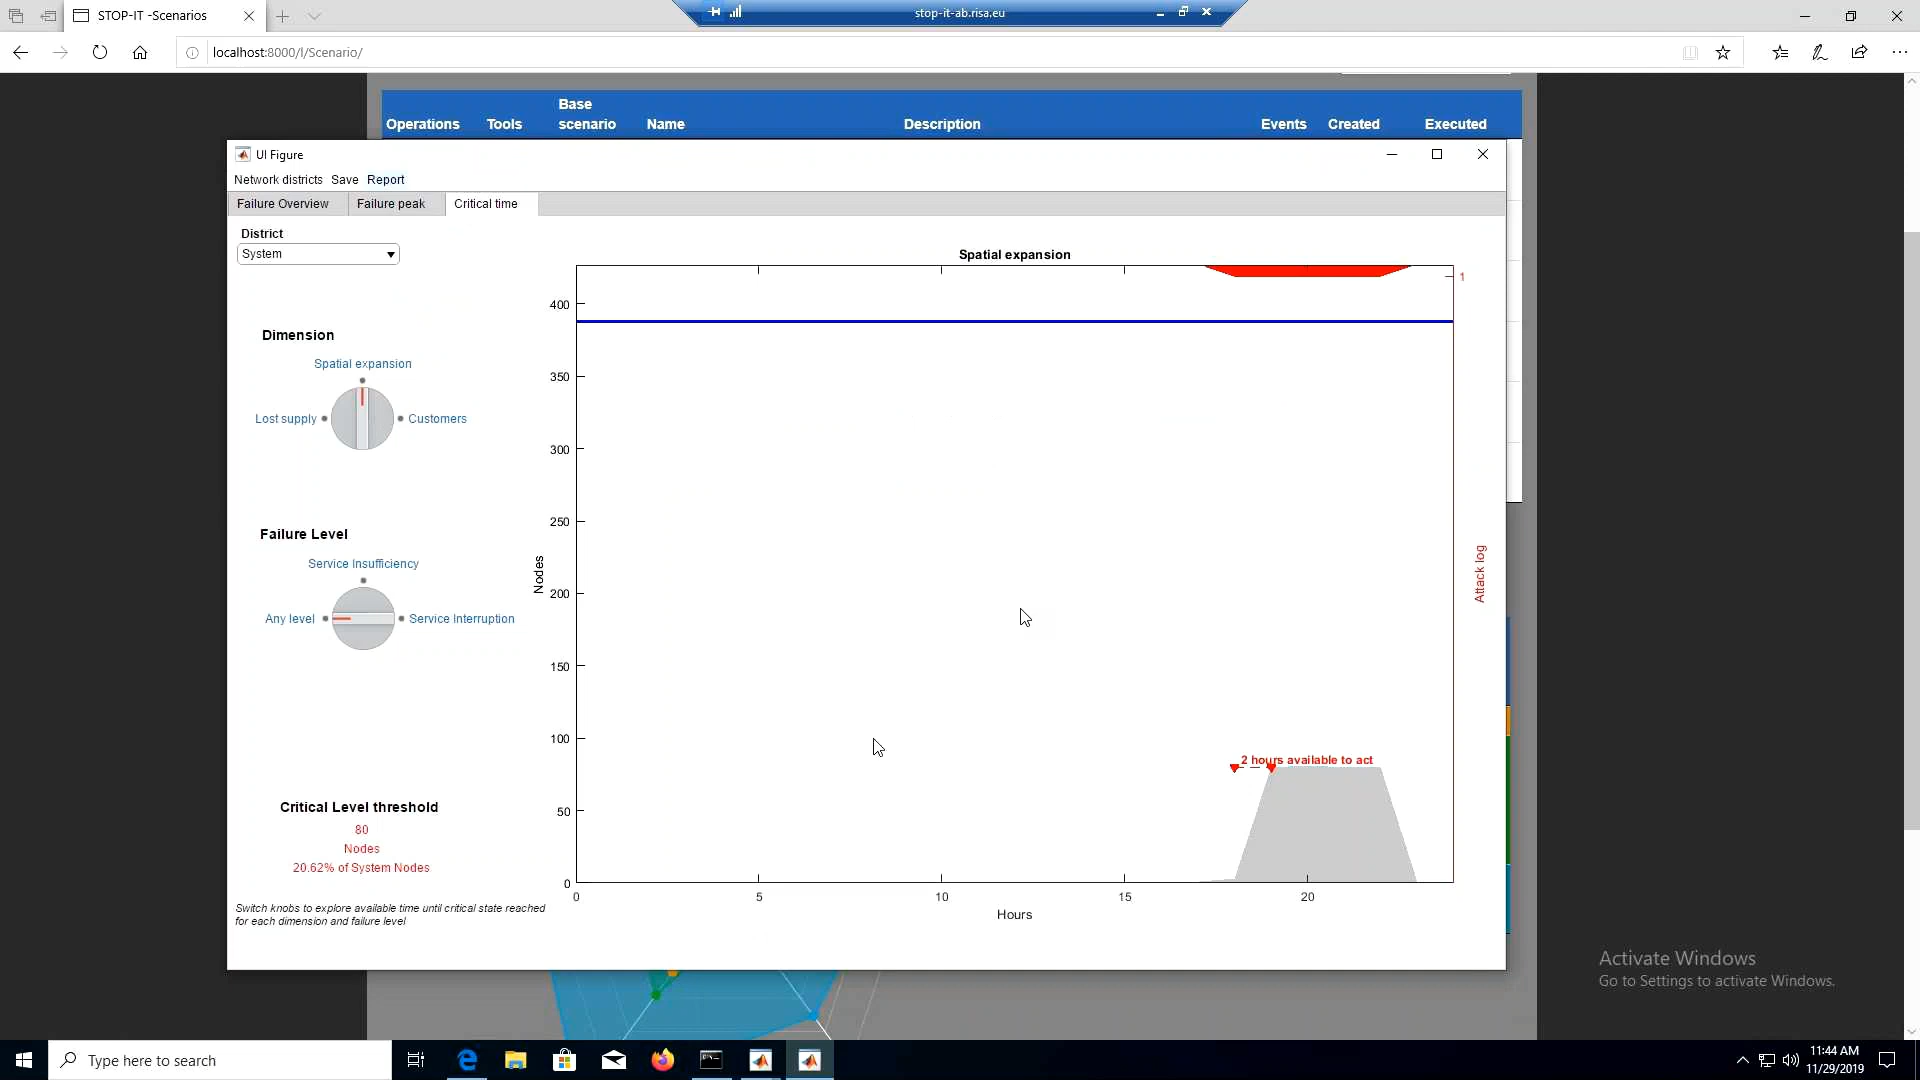 STOP-IT -Scenarios
stop-it-ab.risa.eu
localhost:8000/I/Scenario/
Operations Tools Base scenario Name Description Events Created Executed
UI Figure
Network districts Save Report
Failure Overview Failure peak Critical time
District
System
Spatial expansion
Dimension
Spatial expansion
Lost supply Customers
Failure Level
Service Insufficiency
Any level Service Interruption
Critical Level threshold
80
Nodes
20.62% of System Nodes
Switch knobs to explore available time until critical state reached
for each dimension and failure level
400
350
300
250
200
150
100
50
0
Nodes
1
Attack log
2 hours available to act
0 5 10 15 20
Hours
Activate Windows
Go to Settings to activate Windows.
Type here to search
11:44 AM
11/29/2019